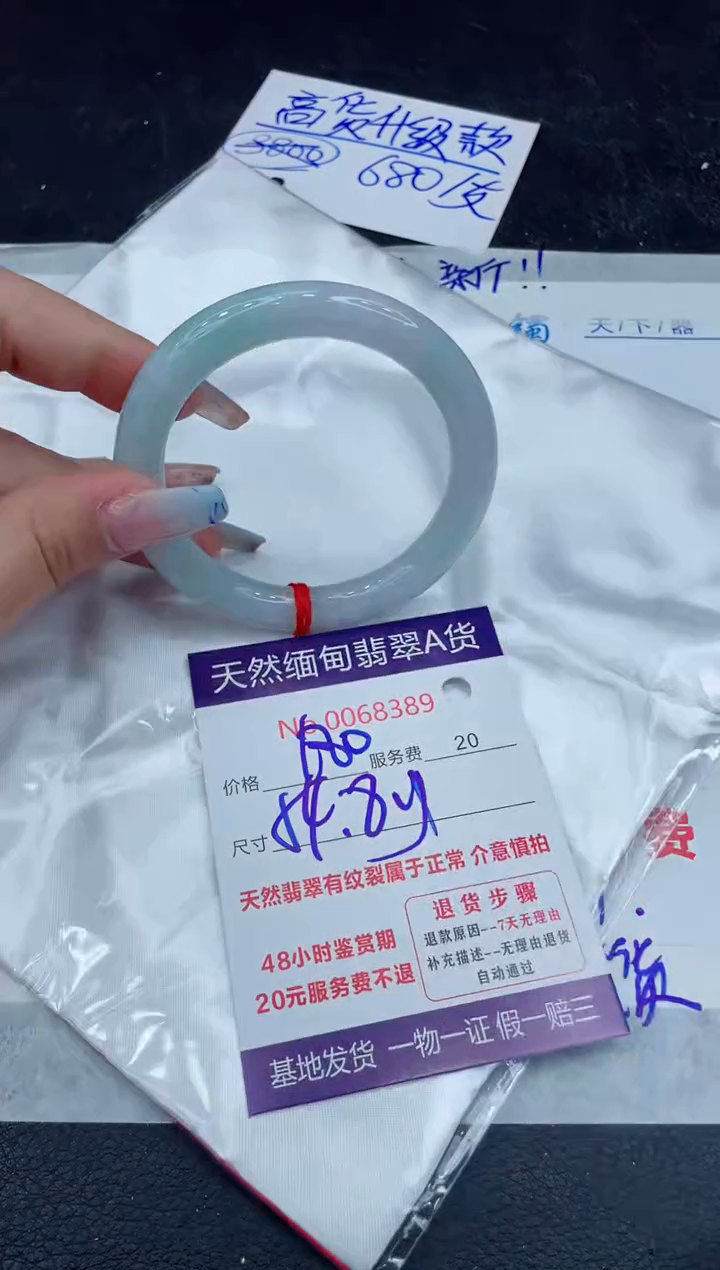 高货升级款
3800 680/支
天/下/器
天然缅甸翡翠A货
No.0068389
价格 680 服务费 20
尺寸 54.8y
天然翡翠有纹裂属于正常 介意慎拍
48小时鉴赏期
20元服务费不退
退货步骤
退款原因--7天无理由
补充描述--无理由退货
自动通过
基地发货 一物一证 假一赔三
货